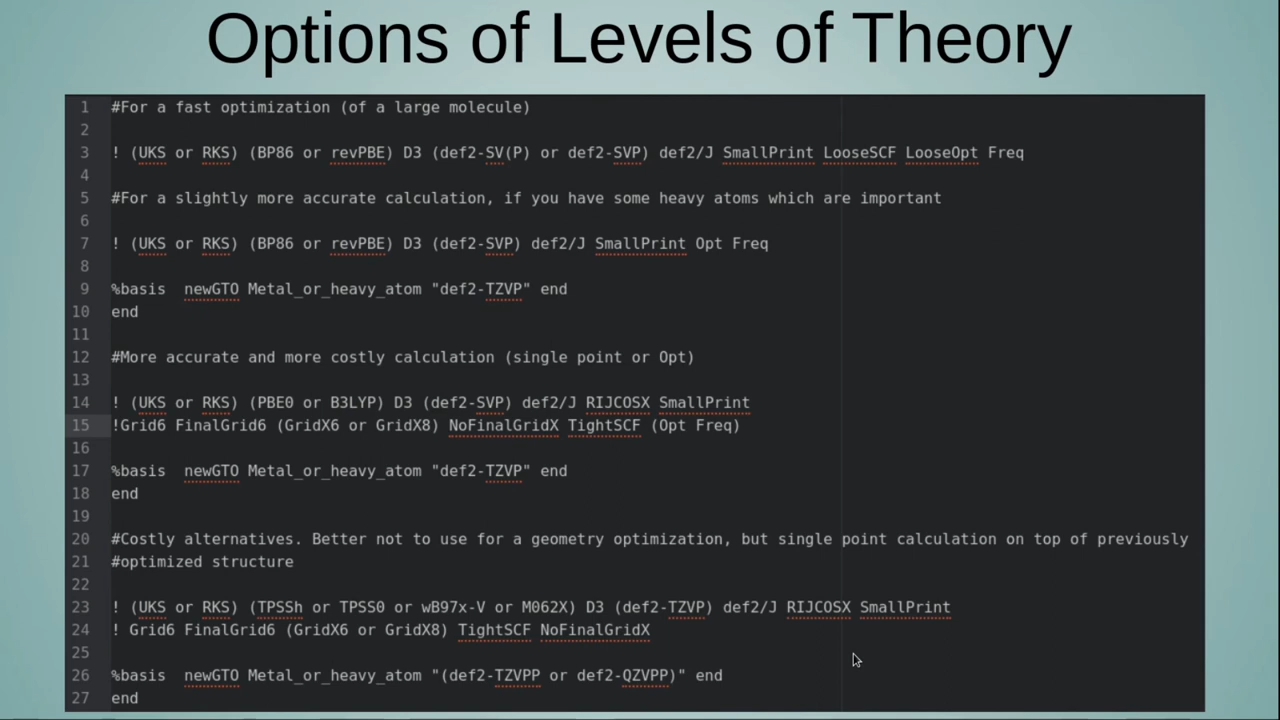 Options of Levels of Theory
1 #For a fast optimization (of a large molecule)
2
3 ! (UKS or RKS) (BP86 or revPBE) D3 (def2-SV(P) or def2-SVP) def2/J SmallPrint LooseSCF LooseOpt Freq
4
5 #For a slightly more accurate calculation, if you have some heavy atoms which are important
6
7 ! (UKS or RKS) (BP86 or revPBE) D3 (def2-SVP) def2/J SmallPrint Opt Freq
8
9 %basis  newGTO Metal_or_heavy_atom "def2-TZVP" end
10 end
11
12 #More accurate and more costly calculation (single point or Opt)
13
14 ! (UKS or RKS) (PBE0 or B3LYP) D3 (def2-SVP) def2/J RIJCOSX SmallPrint
15 !Grid6 FinalGrid6 (GridX6 or GridX8) NoFinalGridX TightSCF (Opt Freq)
16
17 %basis  newGTO Metal_or_heavy_atom "def2-TZVP" end
18 end
19
20 #Costly alternatives. Better not to use for a geometry optimization, but single point calculation on top of previously
21 #optimized structure
22
23 ! (UKS or RKS) (TPSSh or TPSS0 or wB97x-V or M062X) D3 (def2-TZVP) def2/J RIJCOSX SmallPrint
24 ! Grid6 FinalGrid6 (GridX6 or GridX8) TightSCF NoFinalGridX
25
26 %basis  newGTO Metal_or_heavy_atom "(def2-TZVPP or def2-QZVPP)" end
27 end